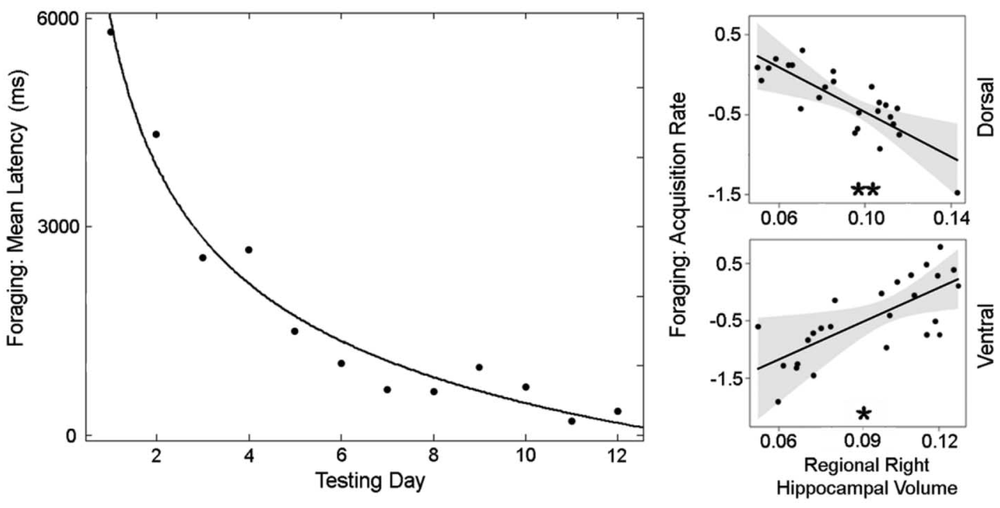 Foraging: Mean Latency (ms)
6000
3000
0
2 4 6 8 10 12
Testing Day
Foraging: Acquisition Rate
0.5
-0.5
-1.5
★★
0.06 0.10 0.14
Dorsal
0.5
-0.5
-1.5
★
0.06 0.09 0.12
Ventral
Regional Right
Hippocampal Volume